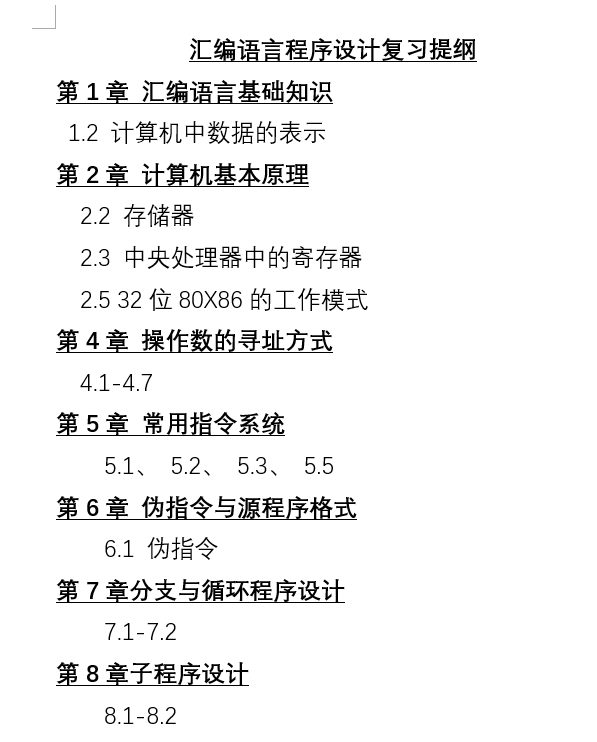 汇编语言程序设计复习提纲
第 1 章 汇编语言基础知识
1.2 计算机中数据的表示
第 2 章 计算机基本原理
2.2 存储器
2.3 中央处理器中的寄存器
2.5 32 位 80X86 的工作模式
第 4 章 操作数的寻址方式
4.1-4.7
第 5 章 常用指令系统
5.1、 5.2、 5.3、 5.5
第 6 章 伪指令与源程序格式
6.1 伪指令
第 7 章分支与循环程序设计
7.1-7.2
第 8 章子程序设计
8.1-8.2